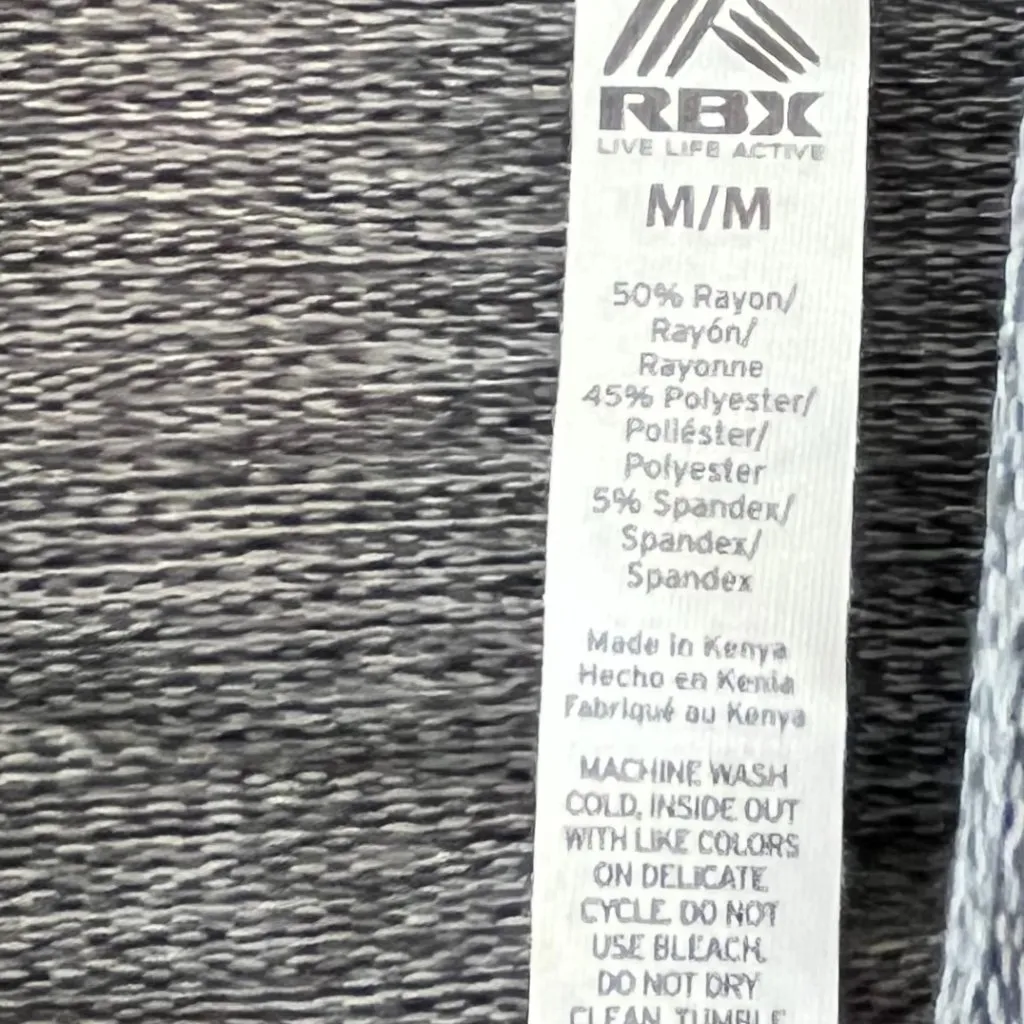 RBX
LIVE LIFE ACTIVE
M/M
50% Rayon/
Rayón/
Rayonne
45% Polyester/
Poliéster/
Polyester
5% Spandex/
Spandex/
Spandex
Made in Kenya
Hecho en Kenia
Fabriqué au Kenya
MACHINE WASH
COLD, INSIDE OUT
WITH LIKE COLORS
ON DELICATE
CYCLE. DO NOT
USE BLEACH.
DO NOT DRY
CLEAN. TUMBLE